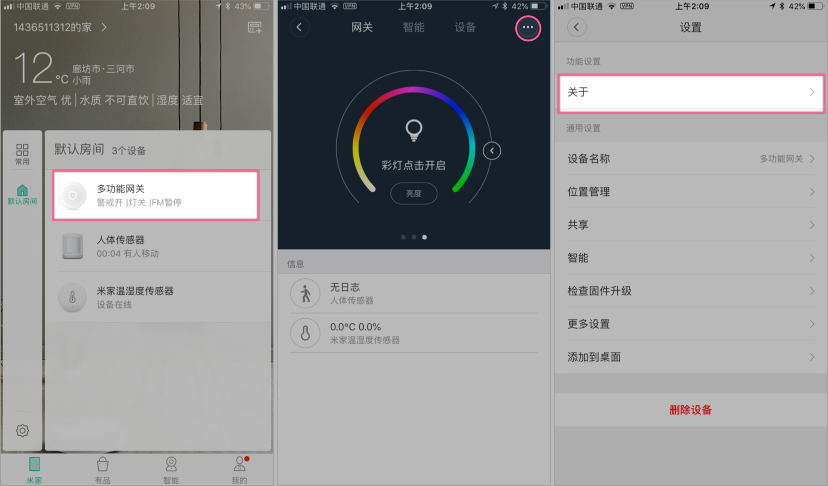 中国联通 VPN 上午2:09 43%
1436511312的家
12 °C
廊坊市·三河市
小雨
室外空气 优 | 水质 不可直饮 | 湿度 适宜
常用
默认房间
默认房间 3个设备
多功能网关
警戒开 |灯关 |FM暂停
人体传感器
00:04 有人移动
米家温湿度传感器
设备在线
米家
有品
智能
我的
中国联通 VPN 上午2:09 42%
网关 智能 设备
彩灯点击开启
亮度
信息
无日志
人体传感器
0.0°C 0.0%
米家温湿度传感器
中国联通 VPN 上午2:09 42%
设置
功能设置
关于
通用设置
设备名称 多功能网关
位置管理
共享
智能
检查固件升级
更多设置
添加到桌面
删除设备